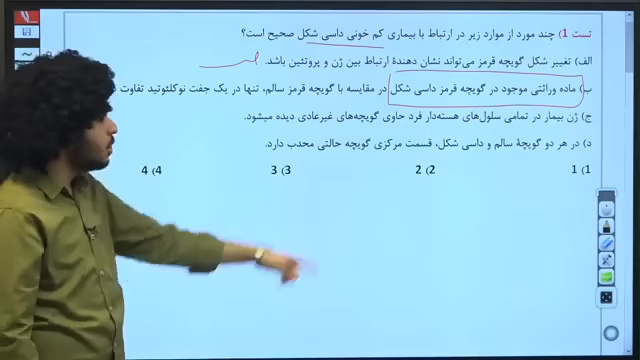 تست 1) چند مورد از موارد زیر در ارتباط با بیماری کم خونی داسی شکل صحیح است؟
الف) تغییر شکل گویچه قرمز می‌تواند نشان دهندهٔ ارتباط بین ژن و پروتئین باشد.
ب) ماده وراثتی موجود در گویچه قرمز داسی شکل در مقایسه با گویچه قرمز سالم، تنها در یک جفت نوکلئوتید تفاوت
ج) ژن بیمار در تمامی سلول‌های هسته‌دار فرد حاوی گویچه‌های غیرعادی دیده میشود.
د) در هر دو گویچهٔ سالم و داسی شکل، قسمت مرکزی گویچه حالتی محدب دارد.
1) 1 2) 2 3) 3 4) 4